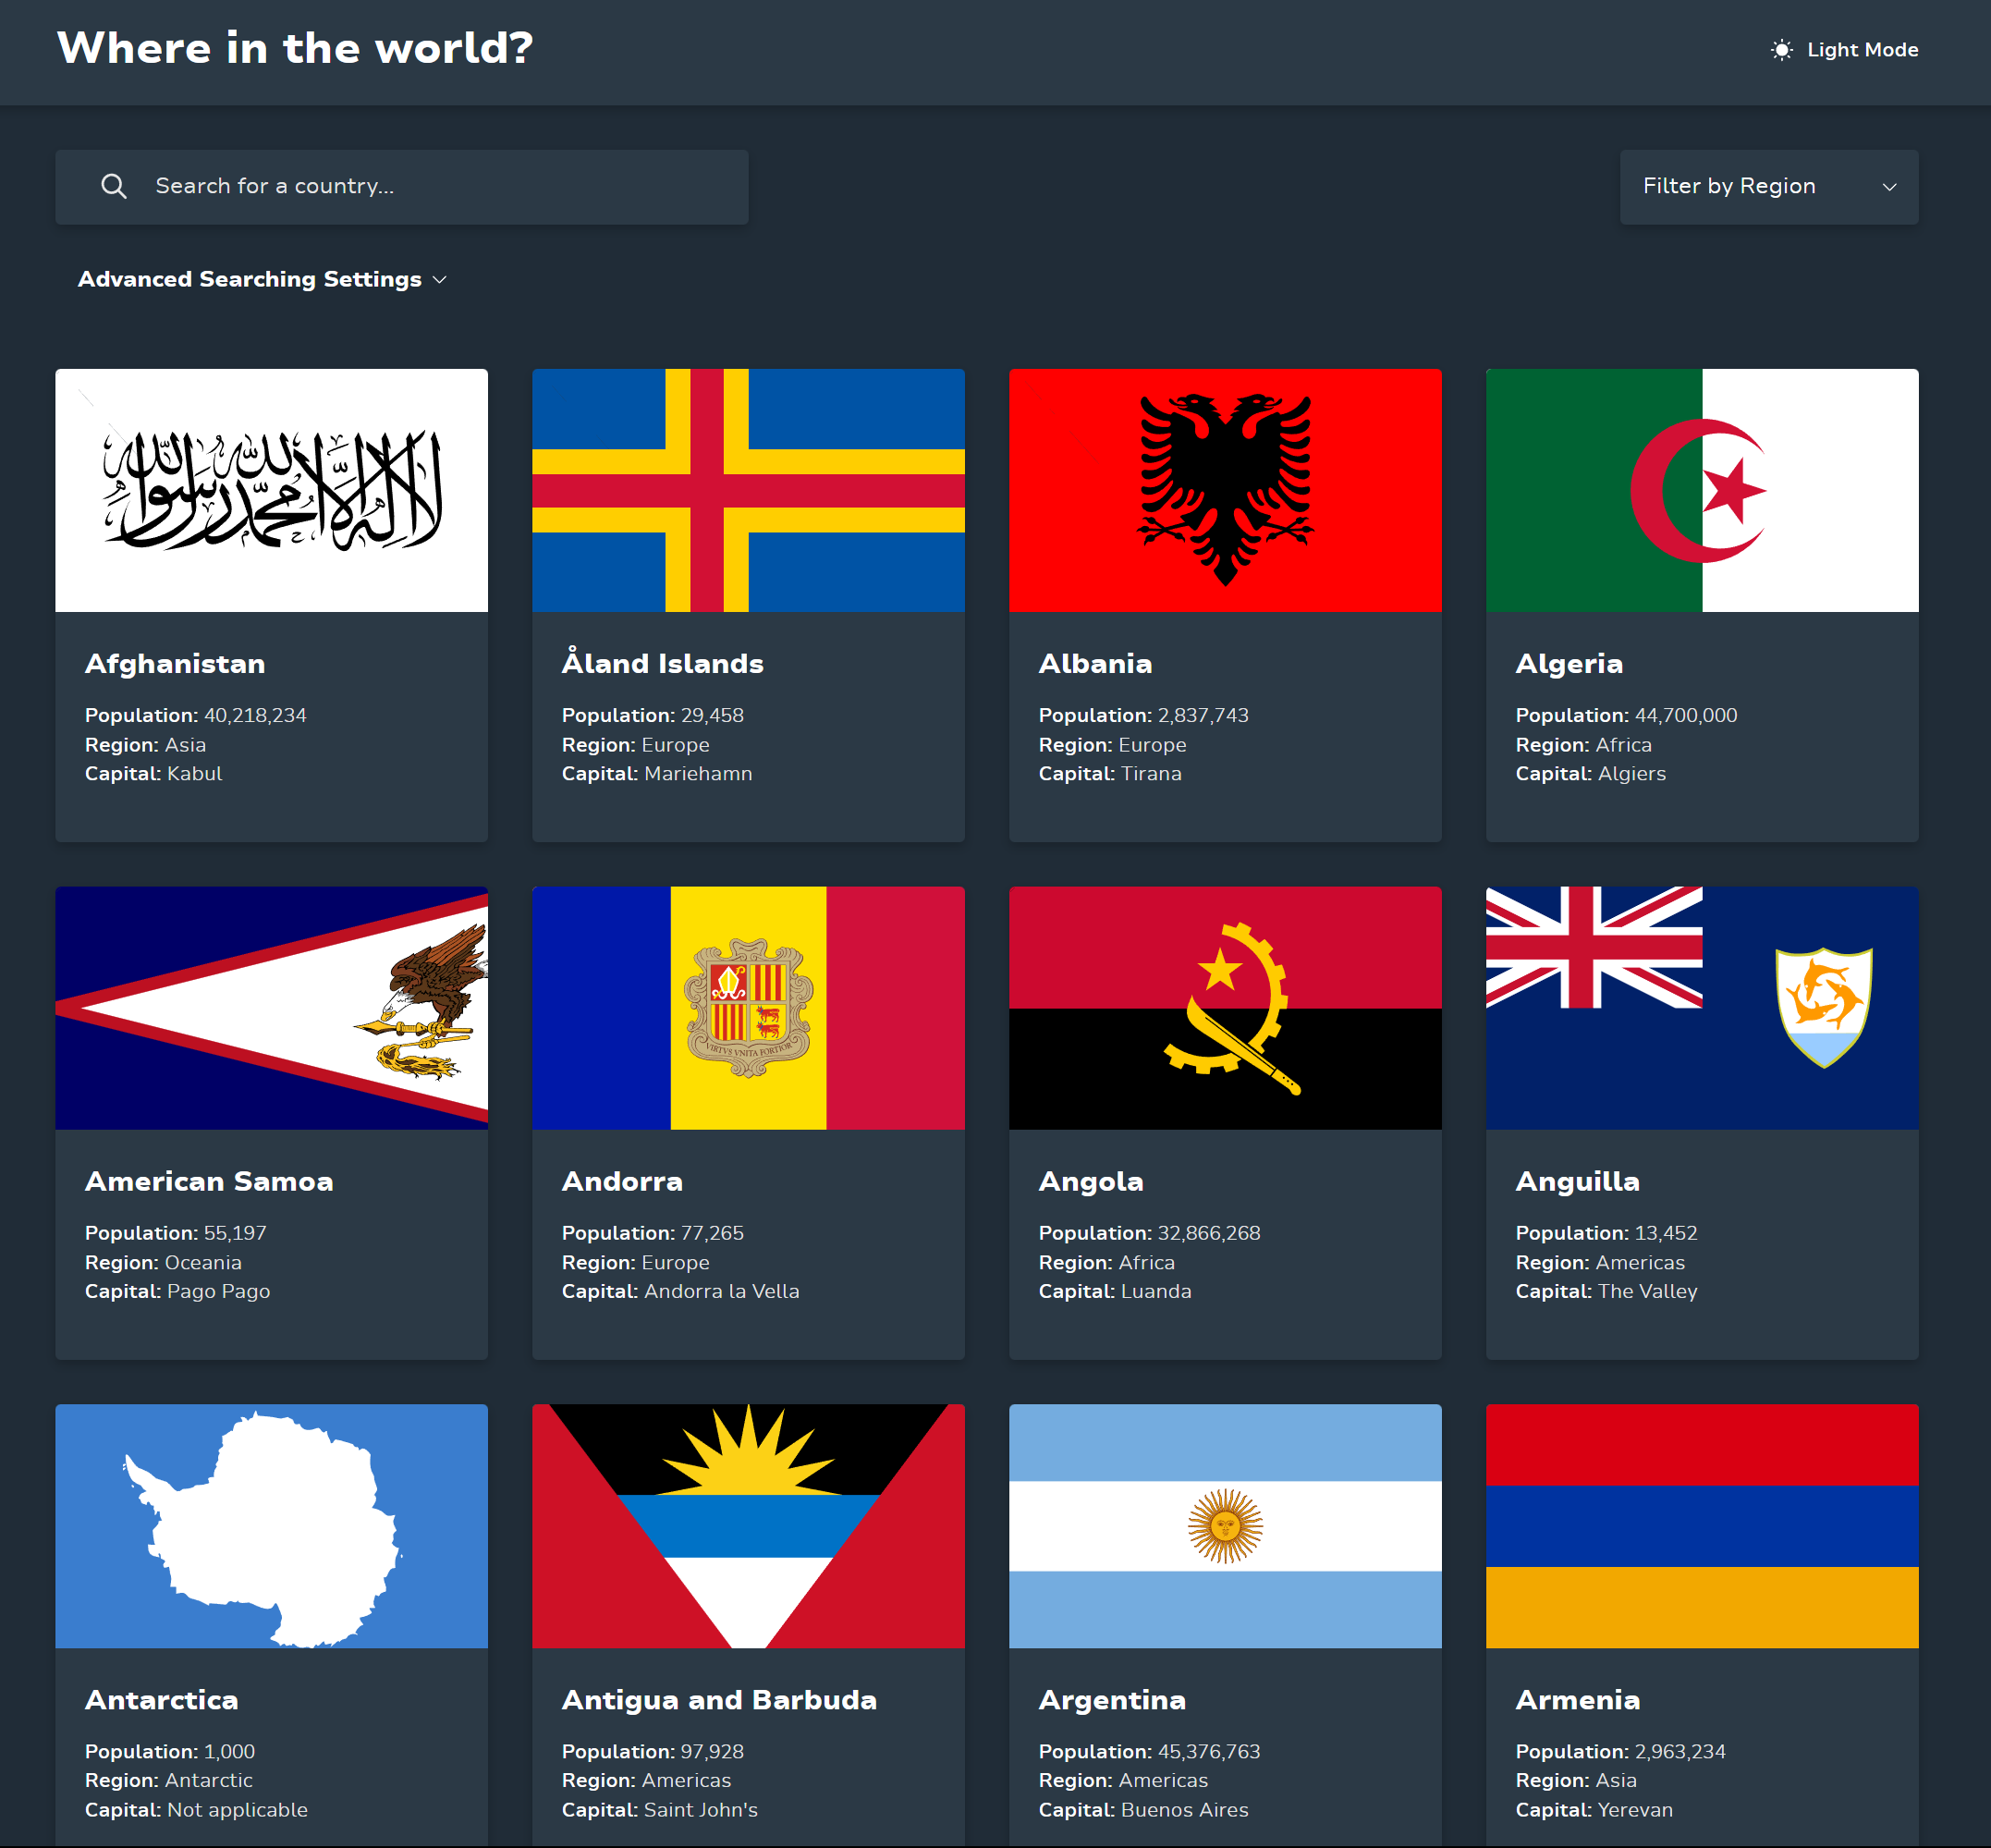 Where in the world?
Light Mode
Search for a country...
Filter by Region
Advanced Searching Settings
لا إله إلا الله محمد رسول الله
Afghanistan
Population: 40,218,234
Region: Asia
Capital: Kabul
Åland Islands
Population: 29,458
Region: Europe
Capital: Mariehamn
Albania
Population: 2,837,743
Region: Europe
Capital: Tirana
Algeria
Population: 44,700,000
Region: Africa
Capital: Algiers
VIRTVS VNITA FORTIOR
American Samoa
Population: 55,197
Region: Oceania
Capital: Pago Pago
Andorra
Population: 77,265
Region: Europe
Capital: Andorra la Vella
Angola
Population: 32,866,268
Region: Africa
Capital: Luanda
Anguilla
Population: 13,452
Region: Americas
Capital: The Valley
Antarctica
Population: 1,000
Region: Antarctic
Capital: Not applicable
Antigua and Barbuda
Population: 97,928
Region: Americas
Capital: Saint John's
Argentina
Population: 45,376,763
Region: Americas
Capital: Buenos Aires
Armenia
Population: 2,963,234
Region: Asia
Capital: Yerevan